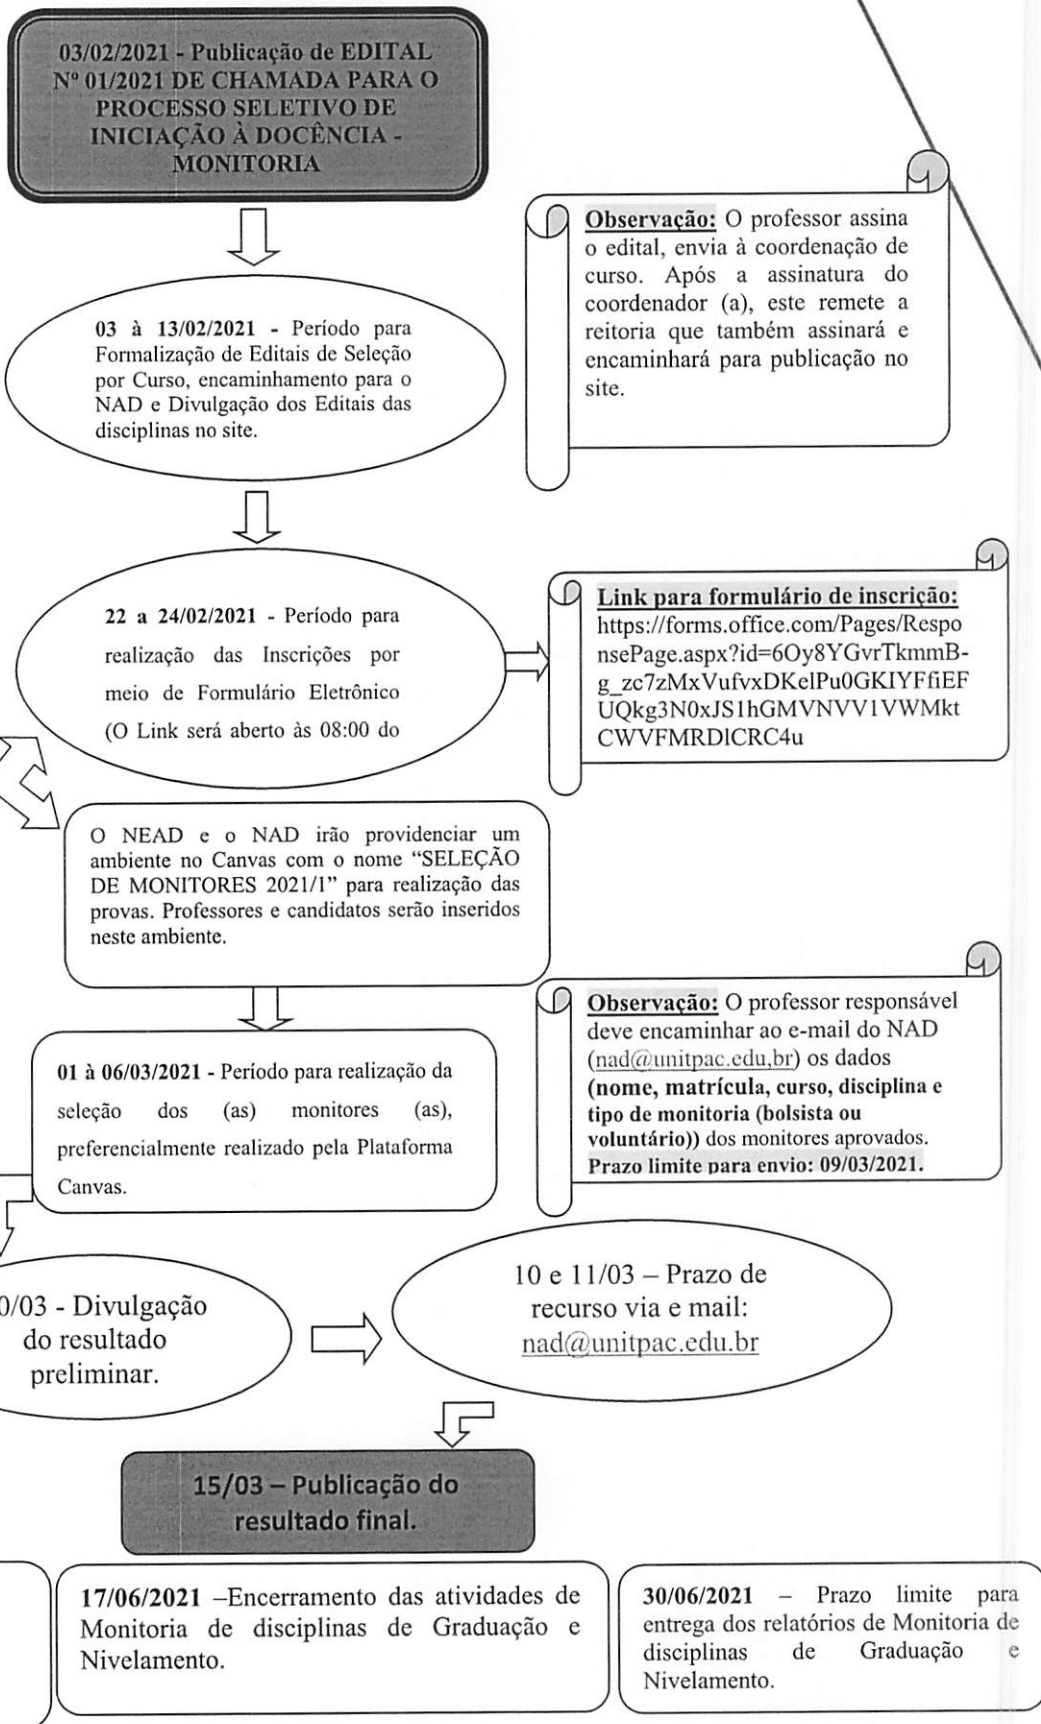 03/02/2021 - Publicação de EDITAL
Nº 01/2021 DE CHAMADA PARA O
PROCESSO SELETIVO DE
INICIAÇÃO À DOCÊNCIA -
MONITORIA
Observação: O professor assina
o edital, envia à coordenação de
curso. Após a assinatura do
coordenador (a), este remete a
reitoria que também assinará e
encaminhará para publicação no
site.
03 à 13/02/2021 - Período para
Formalização de Editais de Seleção
por Curso, encaminhamento para o
NAD e Divulgação dos Editais das
disciplinas no site.
22 a 24/02/2021 - Período para
realização das Inscrições por
meio de Formulário Eletrônico
(O Link será aberto às 08:00 do
Link para formulário de inscrição:
https://forms.office.com/Pages/Respo
nsePage.aspx?id=6Oy8YGvrTkmmB-
g_zc7zMxVufvxDKelPu0GKIYFfiEF
UQkg3N0xJS1hGMVNVV1VWMkt
CWVFMRDlCRC4u
O NEAD e o NAD irão providenciar um
ambiente no Canvas com o nome “SELEÇÃO
DE MONITORES 2021/1” para realização das
provas. Professores e candidatos serão inseridos
neste ambiente.
Observação: O professor responsável
deve encaminhar ao e-mail do NAD
(nad@unitpac.edu,br) os dados
(nome, matrícula, curso, disciplina e
tipo de monitoria (bolsista ou
voluntário)) dos monitores aprovados.
Prazo limite para envio: 09/03/2021.
01 à 06/03/2021 - Período para realização da
seleção dos (as) monitores (as),
preferencialmente realizado pela Plataforma
Canvas.
0/03 - Divulgação
do resultado
preliminar.
10 e 11/03 – Prazo de
recurso via e mail:
nad@unitpac.edu.br
15/03 – Publicação do
resultado final.
17/06/2021 –Encerramento das atividades de
Monitoria de disciplinas de Graduação e
Nivelamento.
30/06/2021 – Prazo limite para
entrega dos relatórios de Monitoria de
disciplinas de Graduação e
Nivelamento.